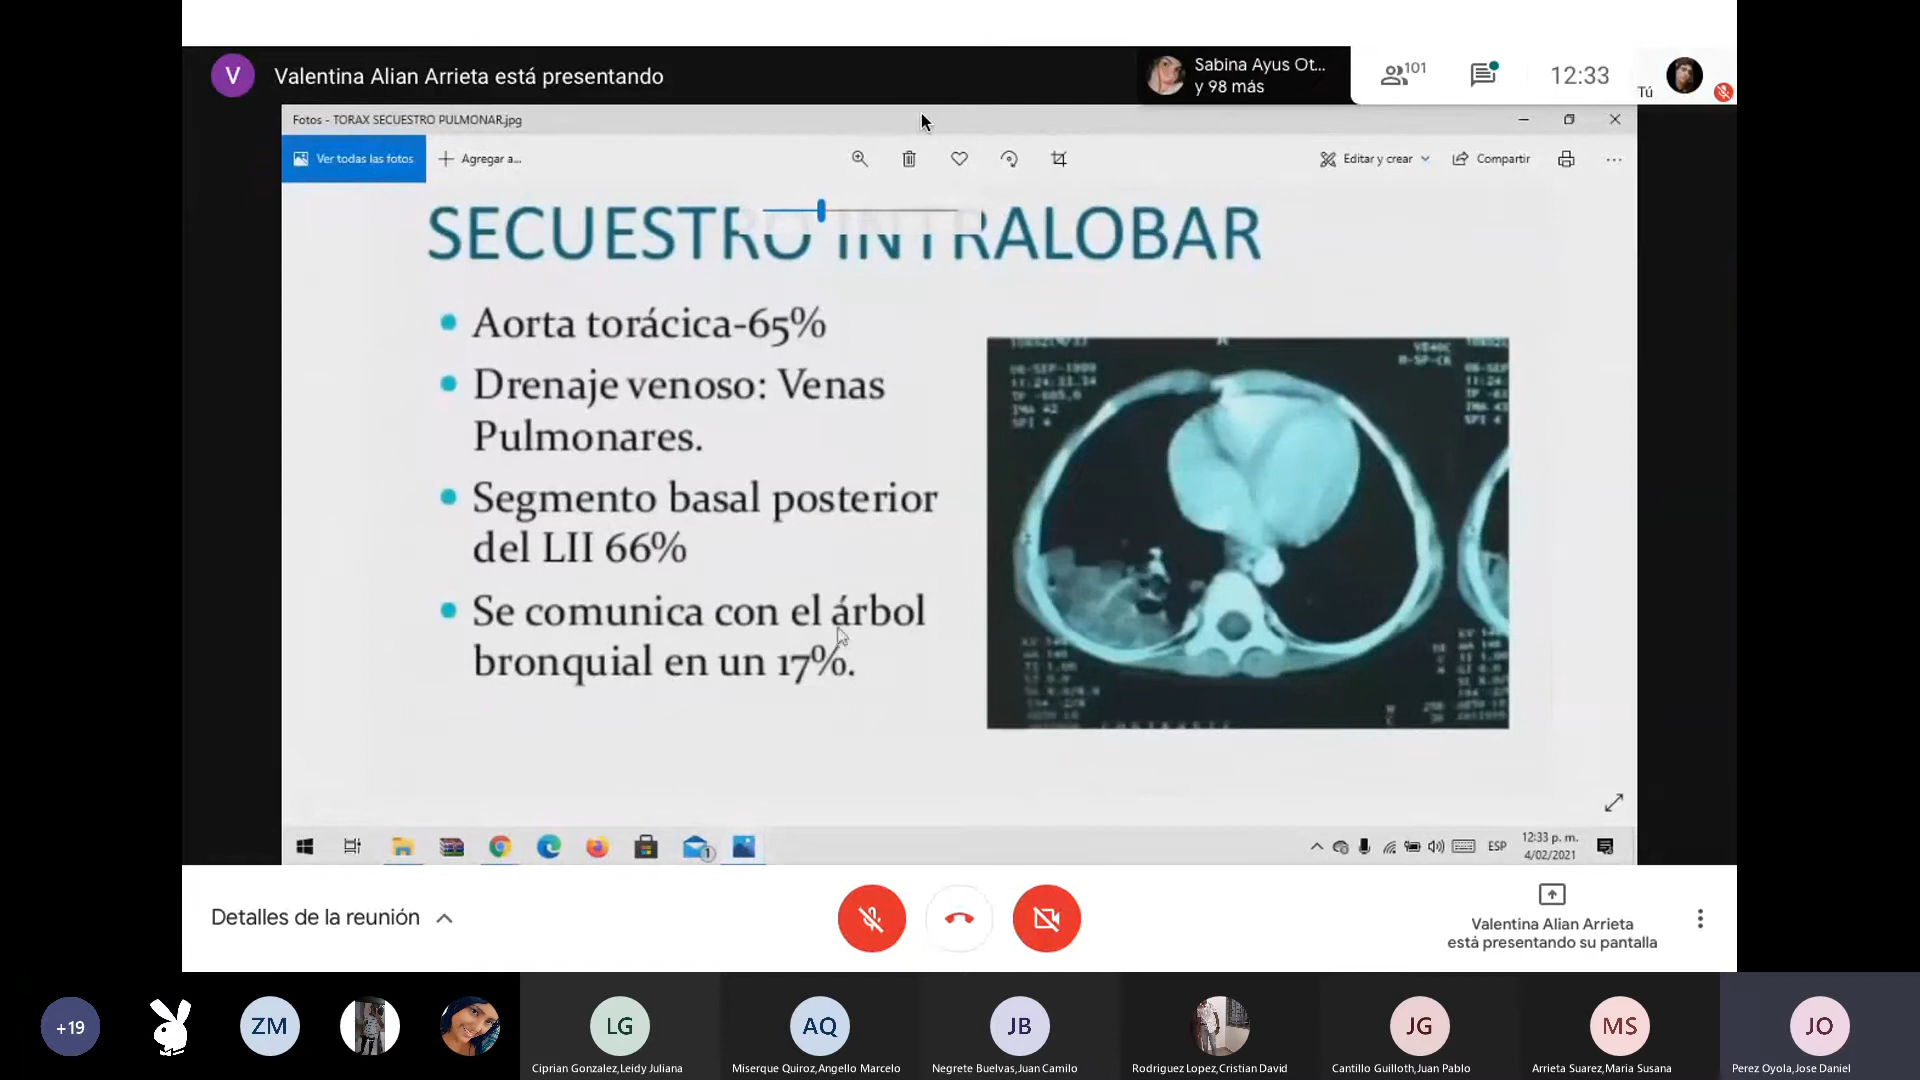 V
Valentina Alian Arrieta está presentando
Sabina Ayus Ot...
y 98 más
101
12:33
Tú
Fotos - TORAX SECUESTRO PULMONAR.jpg
Ver todas las fotos
Agregar a...
Editar y crear
Compartir
SECUESTRO INTRALOBAR
Aorta torácica-65%
Drenaje venoso: Venas
Pulmonares.
Segmento basal posterior
del LII 66%
Se comunica con el árbol
bronquial en un 17%.
A
1
ESP
12:33 p. m.
4/02/2021
Detalles de la reunión
Valentina Alian Arrieta
está presentando su pantalla
+19
ZM
LG
AQ
JB
JG
MS
JO
Ciprian Gonzalez,Leidy Juliana
Miserque Quiroz,Angello Marcelo
Negrete Buelvas,Juan Camilo
Rodriguez Lopez,Cristian David
Cantillo Guilloth,Juan Pablo
Arrieta Suarez,Maria Susana
Perez Oyola,Jose Daniel